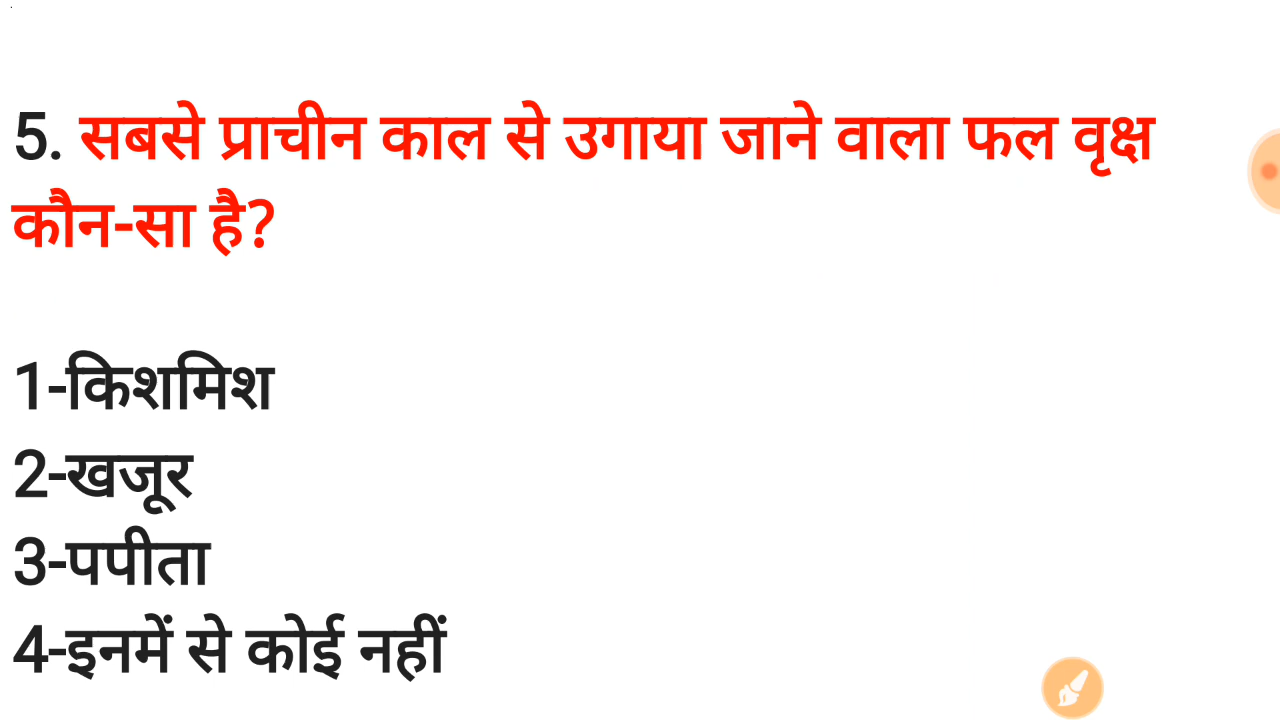 5. सबसे प्राचीन काल से उगाया जाने वाला फल वृक्ष
कौन-सा है?
1-किशमिश
2-खजूर
3-पपीता
4-इनमें से कोई नहीं